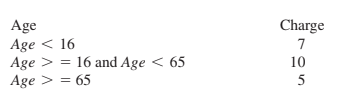 Age Charge
Age < 16 7
Age > = 16 and Age < 65 10
Age > = 65 5